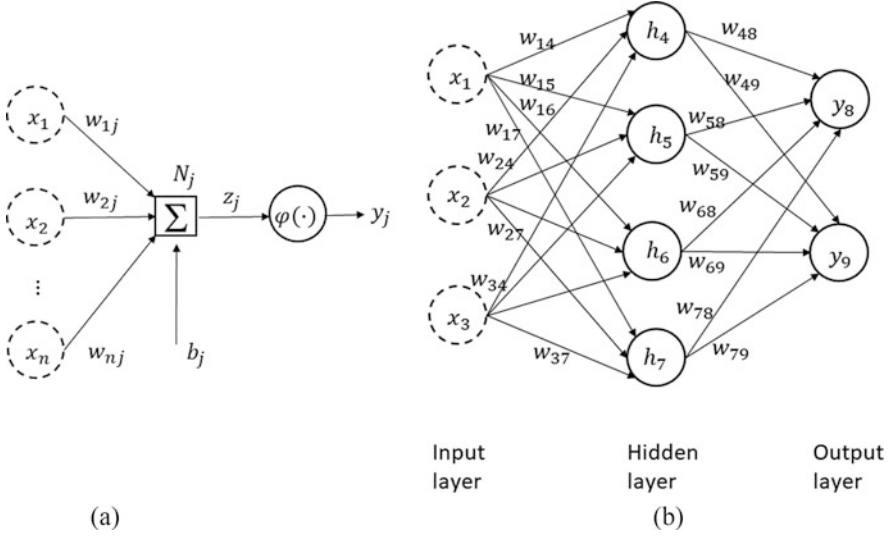 x₁
w₁ⱼ
x₂
w₂ⱼ
Nⱼ
Σ
zⱼ
φ(·)
yⱼ
⋮
xₙ
wₙⱼ
bⱼ
(a)
x₁
x₂
x₃
w₁₄
w₁₅
w₁₆
w₁₇
w₂₄
w₂₇
w₃₄
w₃₇
h₄
h₅
h₆
h₇
w₄₈
w₄₉
w₅₈
w₅₉
w₆₈
w₆₉
w₇₈
w₇₉
y₈
y₉
Input
layer
Hidden
layer
Output
layer
(b)